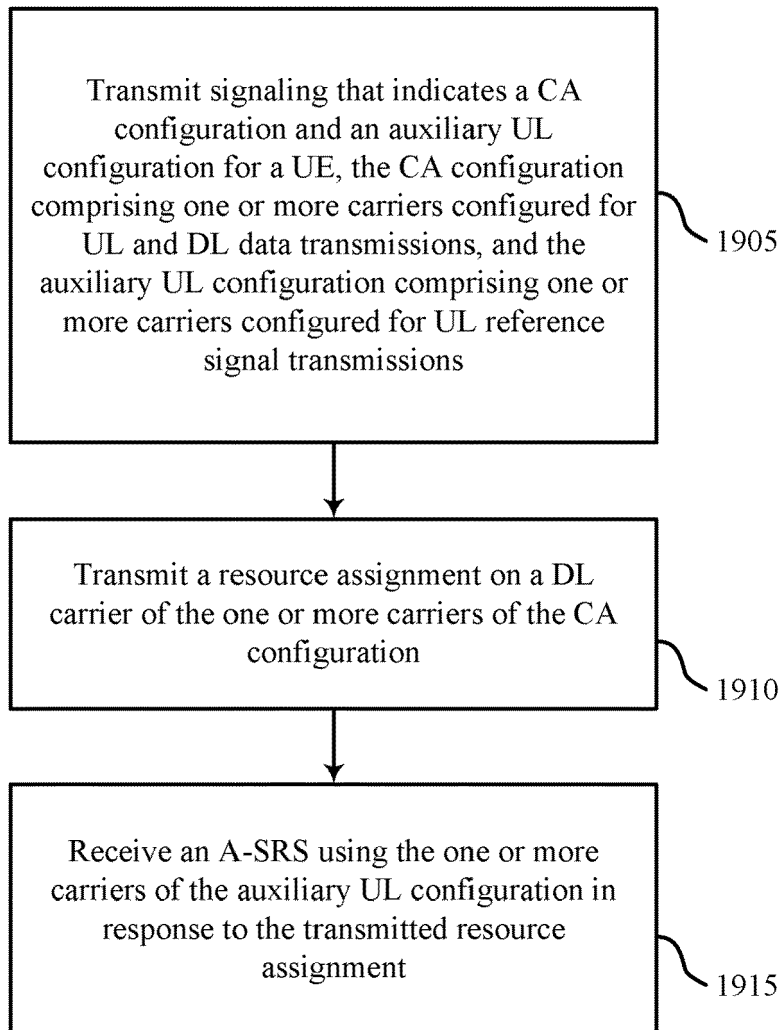 Transmit signaling that indicates a CA
configuration and an auxiliary UL
configuration for a UE, the CA configuration
comprising one or more carriers configured for
UL and DL data transmissions, and the
auxiliary UL configuration comprising one or
more carriers configured for UL reference
signal transmissions
1905
Transmit a resource assignment on a DL
carrier of the one or more carriers of the CA
configuration
1910
Receive an A-SRS using the one or more
carriers of the auxiliary UL configuration in
response to the transmitted resource
assignment
1915